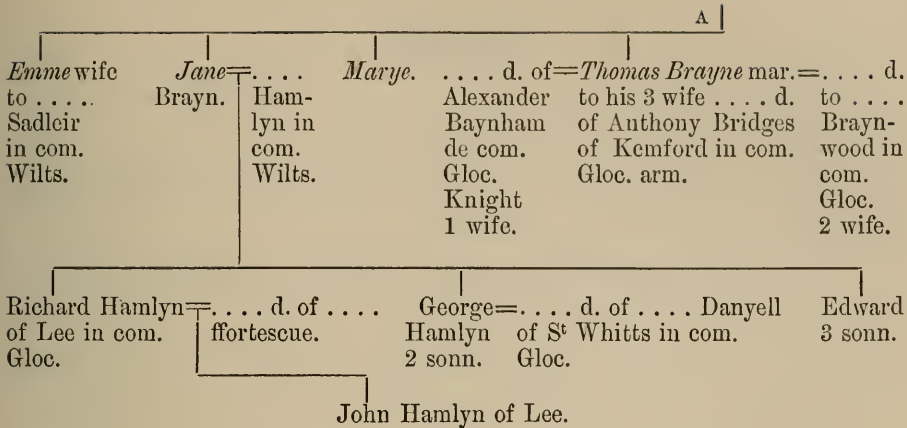 A
Emme wife
to . . . . .
Sadleir
in com.
Wilts.
Jane=. . . .
Brayn.
Ham-
lyn in
com.
Wilts.
Marye.
. . . . d. of=Thomas Brayne mar.=. . . . d.
Alexander
Baynham
de com.
Gloc.
Knight
1 wife.
to his 3 wife . . . . d.
of Anthony Bridges
of Kemford in com.
Gloc. arm.
to . . . .
Brayn-
wood in
com.
Gloc.
2 wife.
Richard Hamlyn=. . . . d. of . . . .
of Lee in com.
Gloc.
ffortescue.
George=. . . . d. of . . . . Danyell
Hamlyn
2 sonn.
of St Whitts in com.
Gloc.
Edward
3 sonn.
John Hamlyn of Lee.